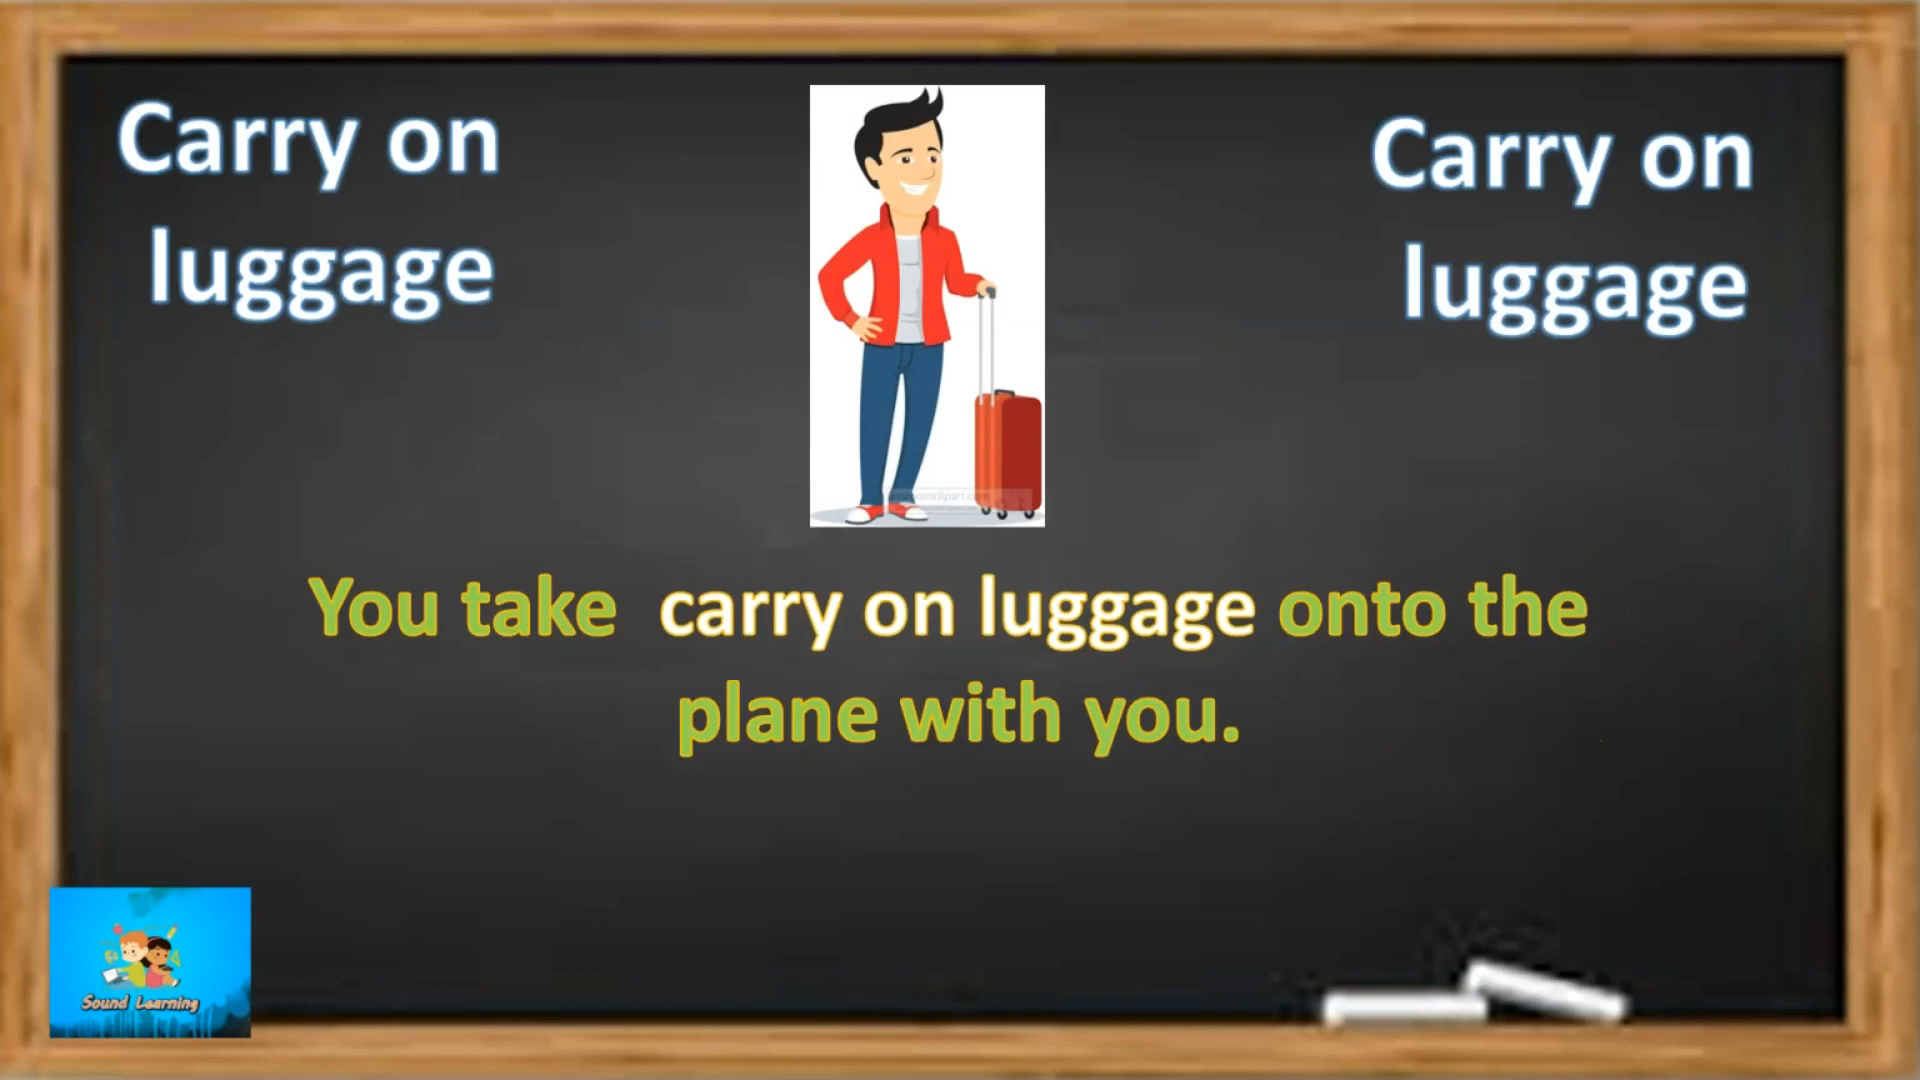 Carry on
luggage
Carry on
luggage
You take carry on luggage onto the
plane with you.
Sound Learning